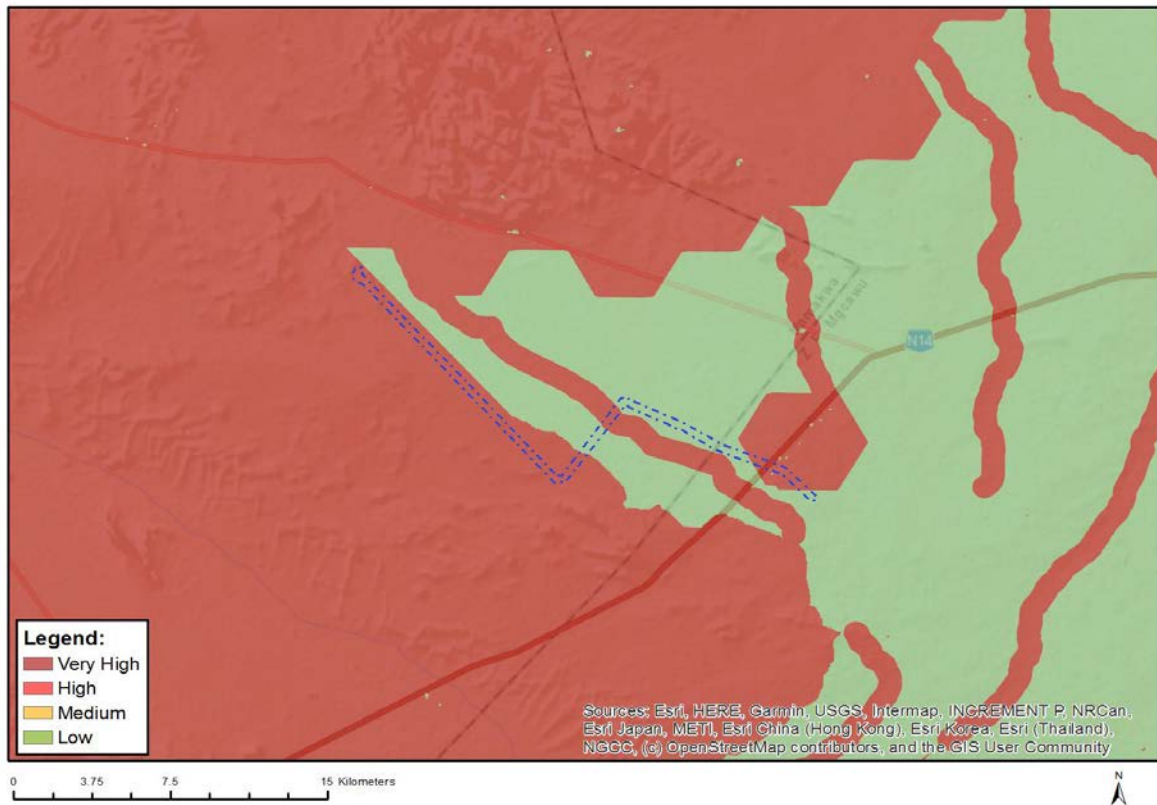 Namakwa
Z F Mgcawu
N14
Legend:
Very High
High
Medium
Low
Sources: Esri, HERE, Garmin, USGS, Intermap, INCREMENT P, NRCan,
Esri Japan, METI, Esri China (Hong Kong), Esri Korea, Esri (Thailand),
NGCC, (c) OpenStreetMap contributors, and the GIS User Community
0 3.75 7.5 15 Kilometers
N